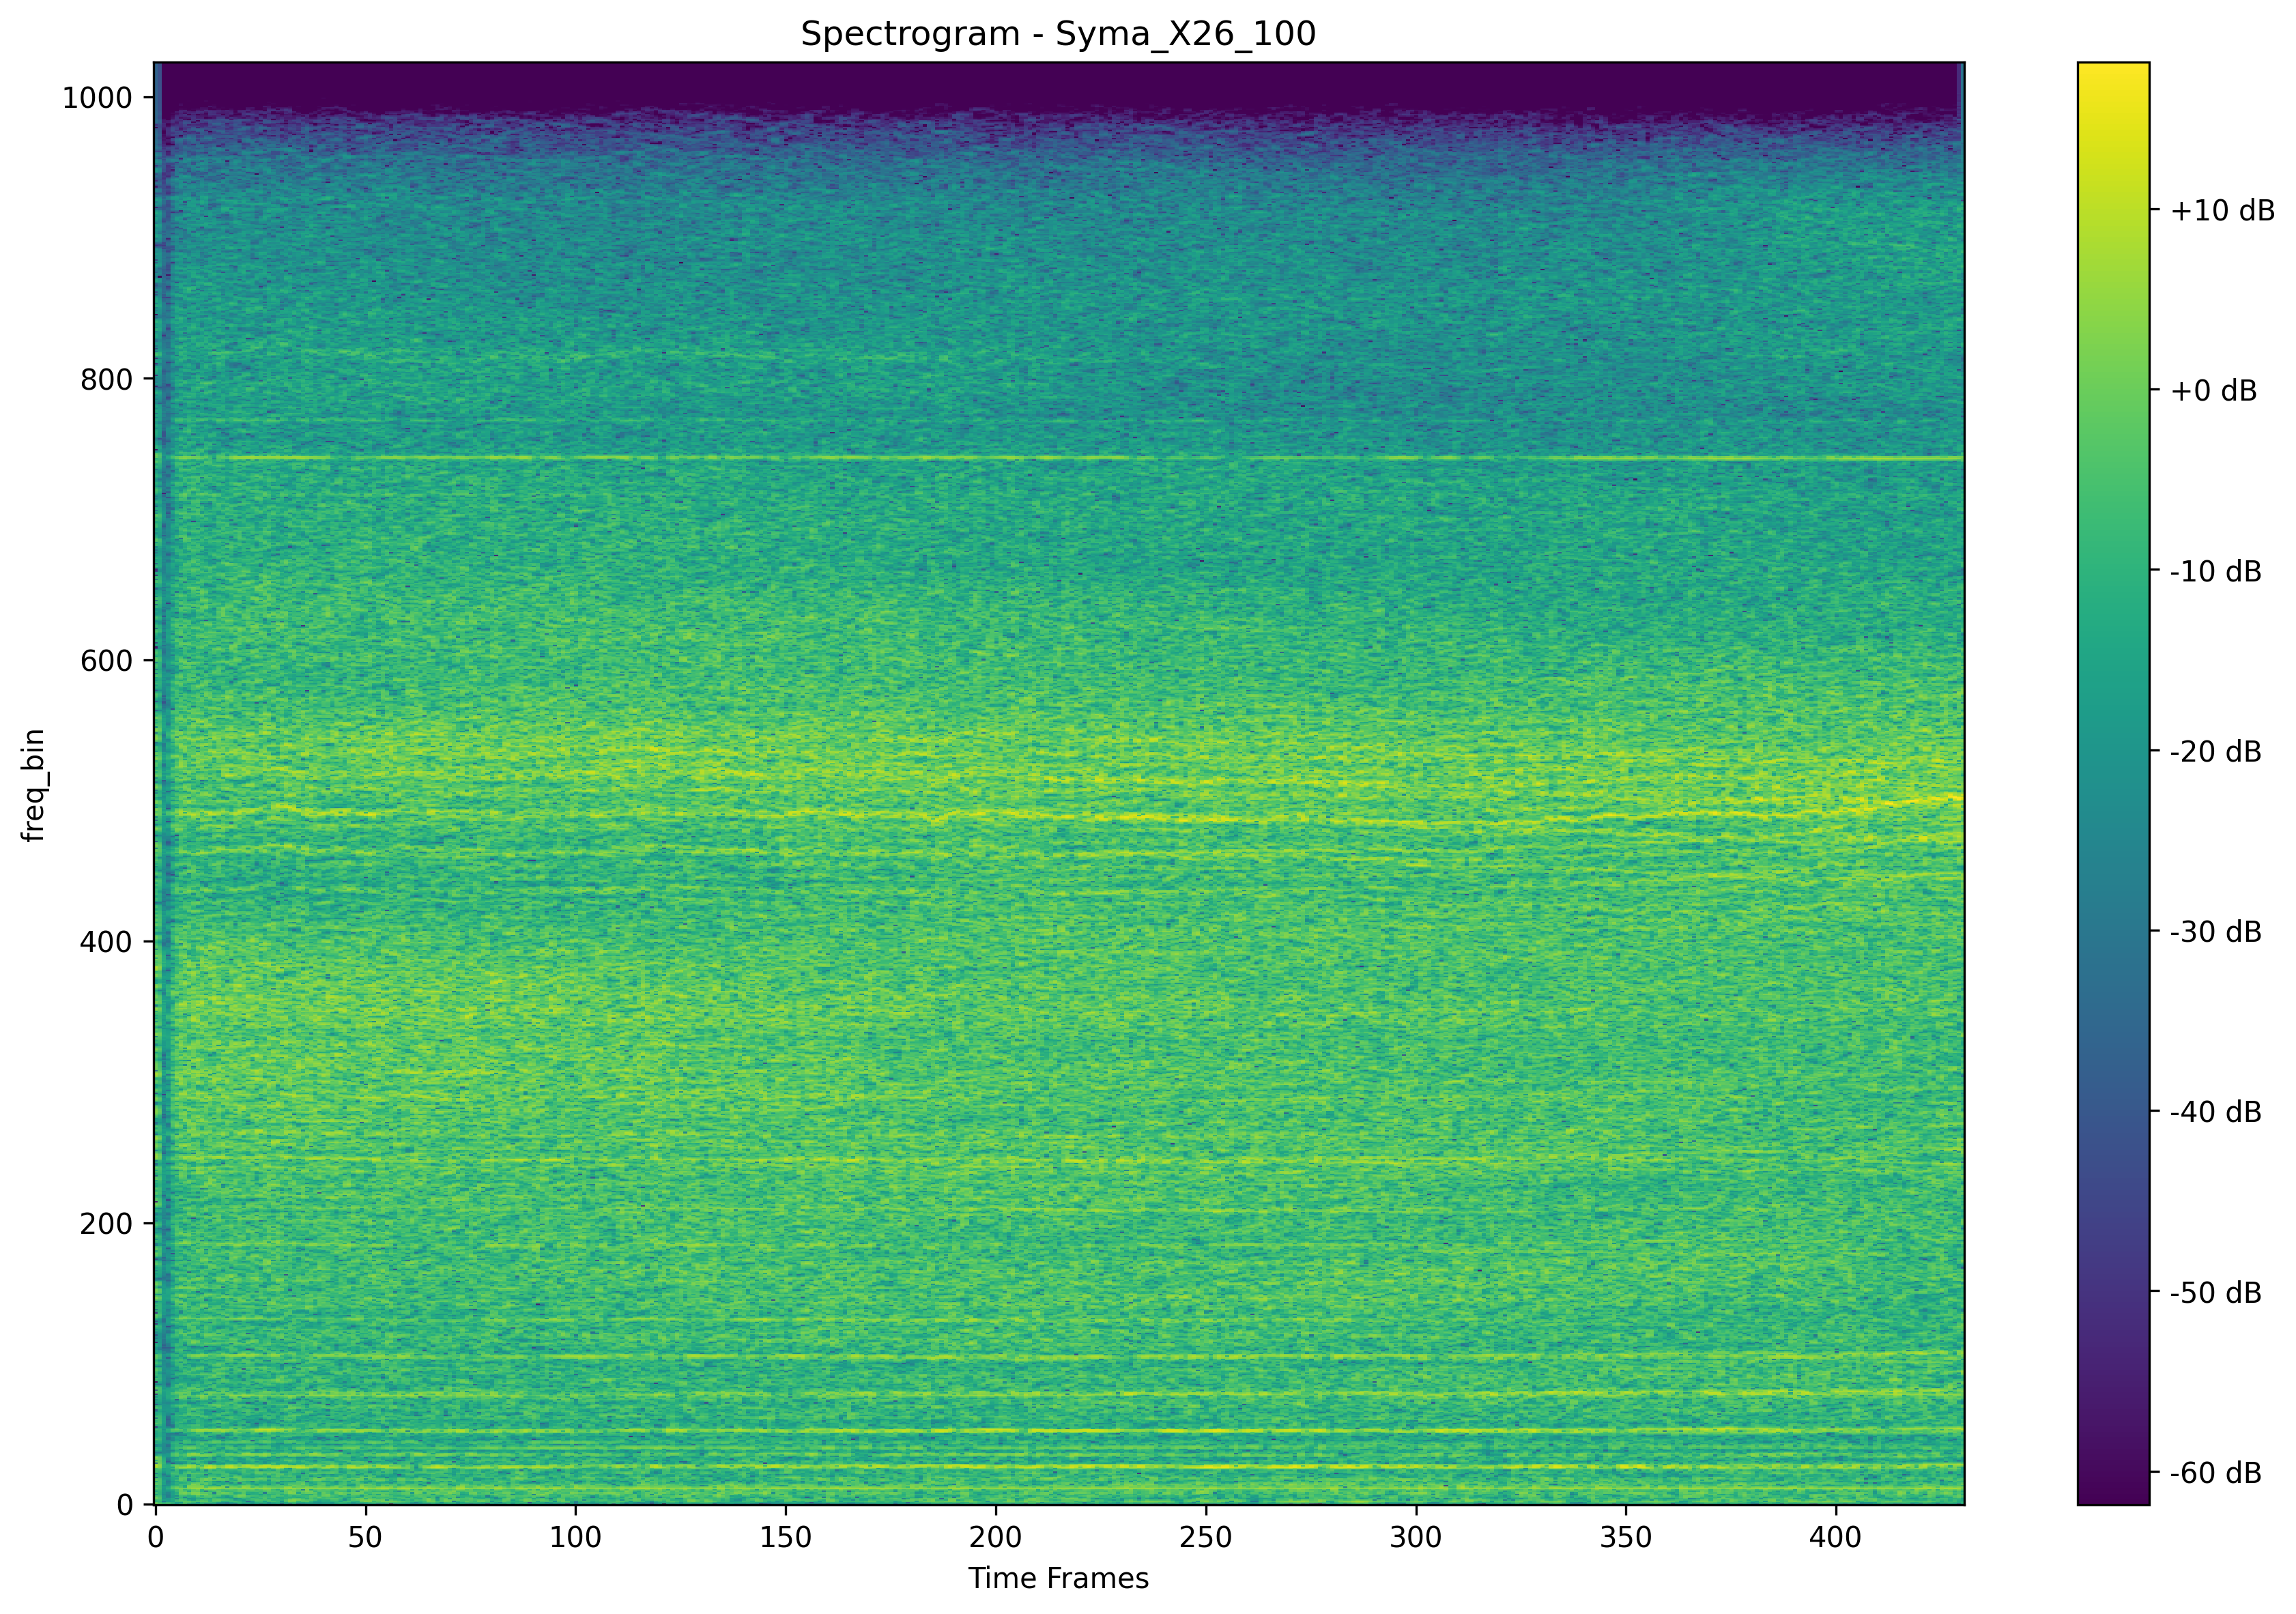 Spectrogram - Syma_X26_100
1000
800
600
400
200
0
freq_bin
0 50 100 150 200 250 300 350 400
Time Frames
+10 dB
+0 dB
-10 dB
-20 dB
-30 dB
-40 dB
-50 dB
-60 dB